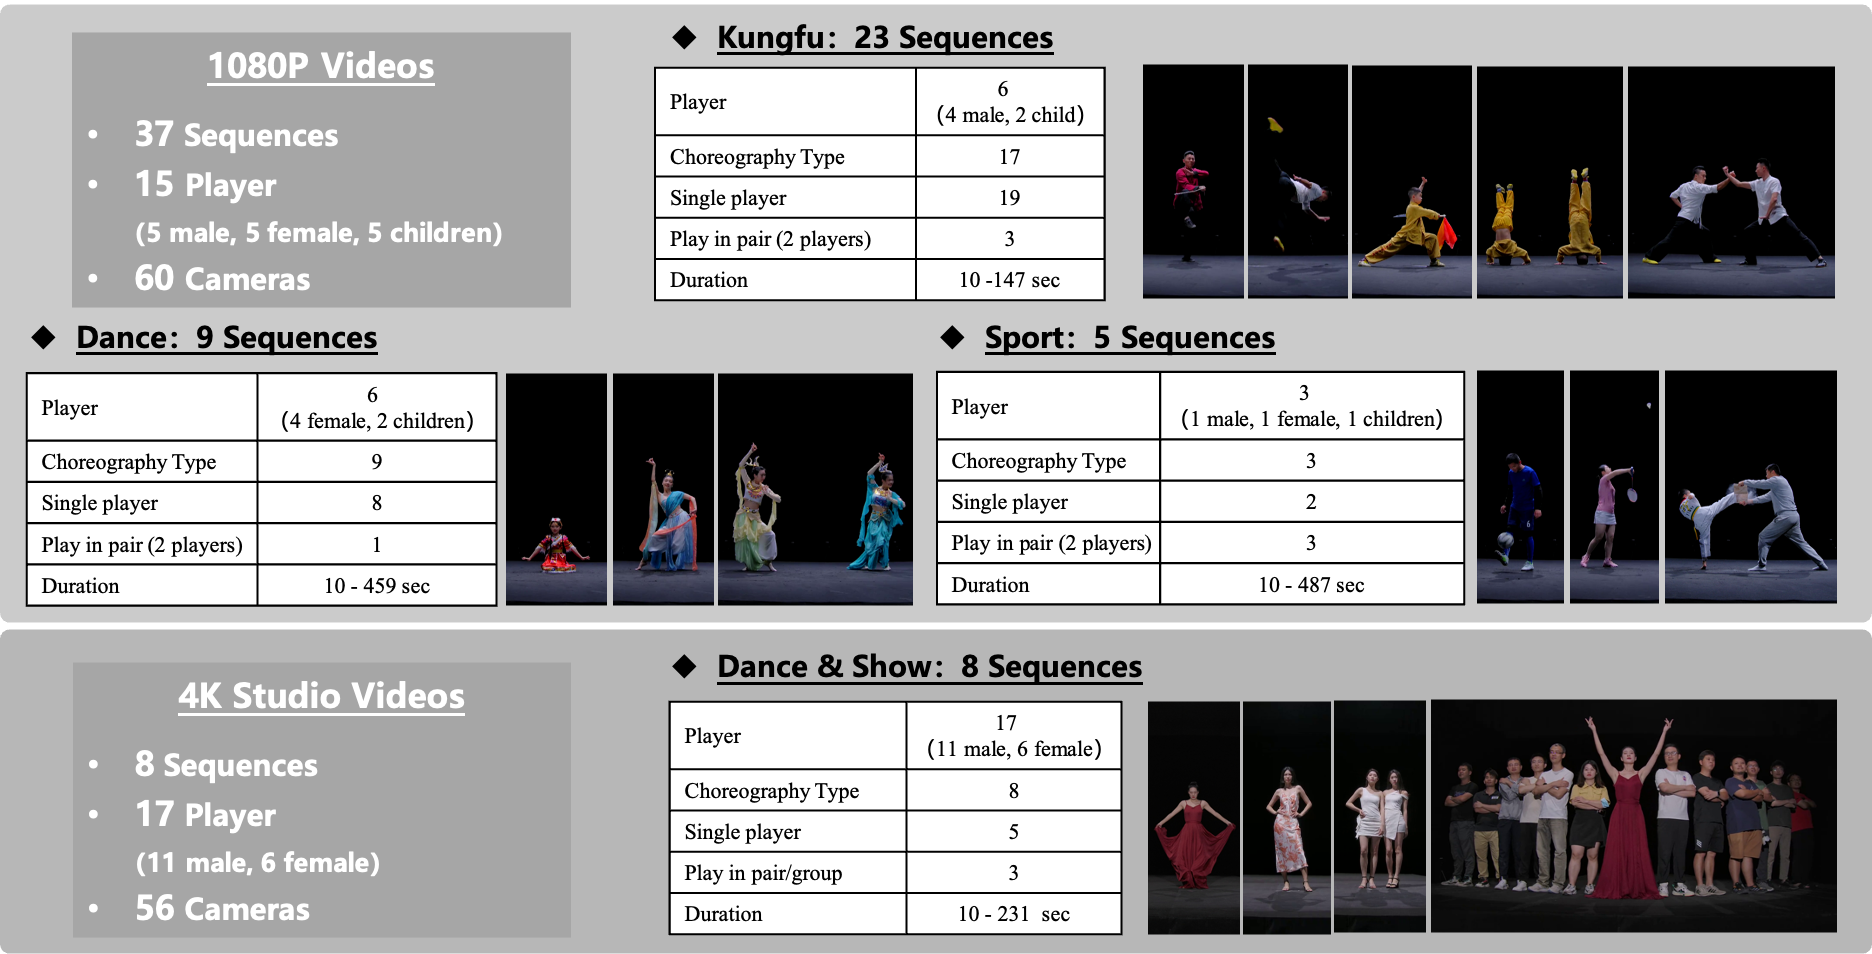 1080P Videos
• 37 Sequences
• 15 Player
(5 male, 5 female, 5 children)
• 60 Cameras
◆ Kungfu: 23 Sequences
Player 6
(4 male, 2 child)
Choreography Type 17
Single player 19
Play in pair (2 players) 3
Duration 10 -147 sec
◆ Dance: 9 Sequences
Player 6
(4 female, 2 children)
Choreography Type 9
Single player 8
Play in pair (2 players) 1
Duration 10 - 459 sec
◆ Sport: 5 Sequences
Player 3
(1 male, 1 female, 1 children)
Choreography Type 3
Single player 2
Play in pair (2 players) 3
Duration 10 - 487 sec
4K Studio Videos
• 8 Sequences
• 17 Player
(11 male, 6 female)
• 56 Cameras
◆ Dance & Show: 8 Sequences
Player 17
(11 male, 6 female)
Choreography Type 8
Single player 5
Play in pair/group 3
Duration 10 - 231 sec